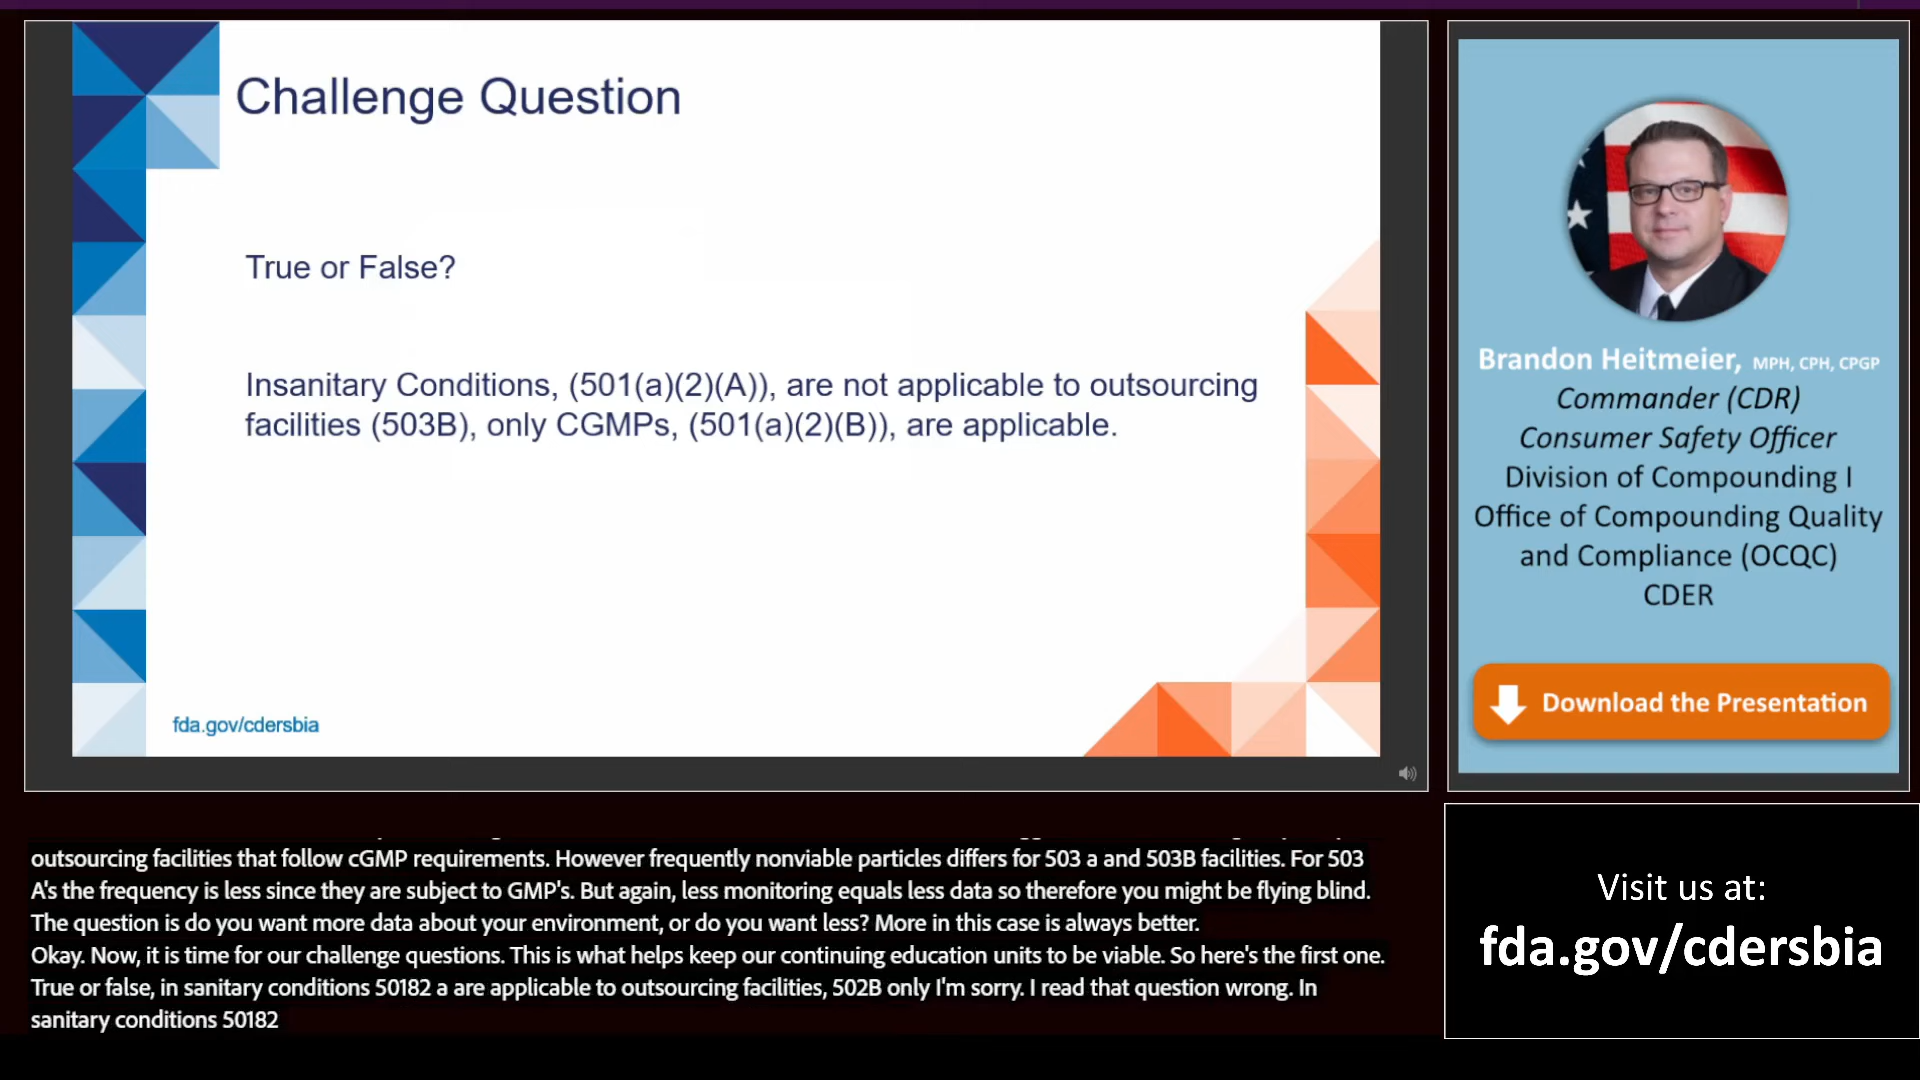 Challenge Question
True or False?
Insanitary Conditions, (501(a)(2)(A)), are not applicable to outsourcing
facilities (503B), only CGMPs, (501(a)(2)(B)), are applicable.
fda.gov/cdersbia
Brandon Heitmeier, MPH, CPH, CPGP
Commander (CDR)
Consumer Safety Officer
Division of Compounding I
Office of Compounding Quality
and Compliance (OCQC)
CDER
Download the Presentation
outsourcing facilities that follow cGMP requirements. However frequently nonviable particles differs for 503 a and 503B facilities. For 503
A's the frequency is less since they are subject to GMP's. But again, less monitoring equals less data so therefore you might be flying blind.
The question is do you want more data about your environment, or do you want less? More in this case is always better.
Okay. Now, it is time for our challenge questions. This is what helps keep our continuing education units to be viable. So here's the first one.
True or false, in sanitary conditions 50182 a are applicable to outsourcing facilities, 502B only I'm sorry. I read that question wrong. In
sanitary conditions 50182
Visit us at:
fda.gov/cdersbia